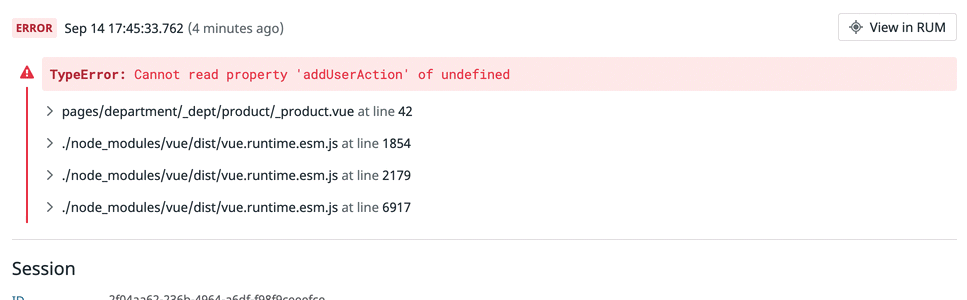 ERROR Sep 14 17:45:33.762 (4 minutes ago) View in RUM
TypeError: Cannot read property 'addUserAction' of undefined
pages/department/_dept/product/_product.vue at line 42
./node_modules/vue/dist/vue.runtime.esm.js at line 1854
./node_modules/vue/dist/vue.runtime.esm.js at line 2179
./node_modules/vue/dist/vue.runtime.esm.js at line 6917
Session
ID